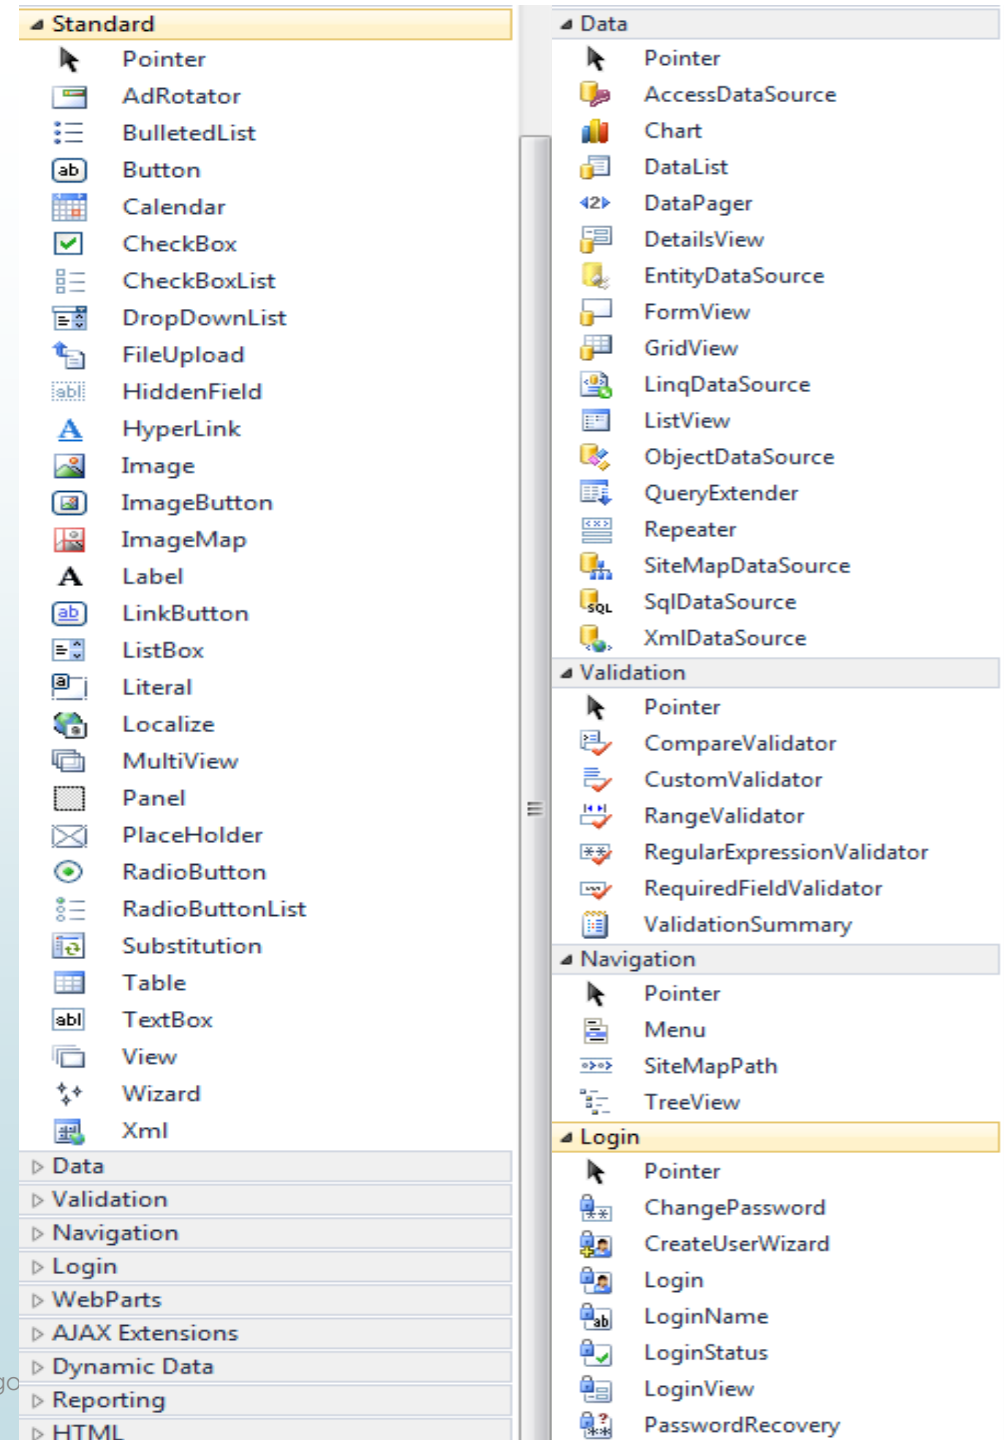 Standard
Pointer
AdRotator
BulletedList
Button
Calendar
CheckBox
CheckBoxList
DropDownList
FileUpload
HiddenField
HyperLink
Image
ImageButton
ImageMap
Label
LinkButton
ListBox
Literal
Localize
MultiView
Panel
PlaceHolder
RadioButton
RadioButtonList
Substitution
Table
TextBox
View
Wizard
Xml
Data
Validation
Navigation
Login
WebParts
AJAX Extensions
Dynamic Data
Reporting
HTML
Data
Pointer
AccessDataSource
Chart
DataList
DataPager
DetailsView
EntityDataSource
FormView
GridView
LinqDataSource
ListView
ObjectDataSource
QueryExtender
Repeater
SiteMapDataSource
SqlDataSource
XmlDataSource
Validation
Pointer
CompareValidator
CustomValidator
RangeValidator
RegularExpressionValidator
RequiredFieldValidator
ValidationSummary
Navigation
Pointer
Menu
SiteMapPath
TreeView
Login
Pointer
ChangePassword
CreateUserWizard
Login
LoginName
LoginStatus
LoginView
PasswordRecovery